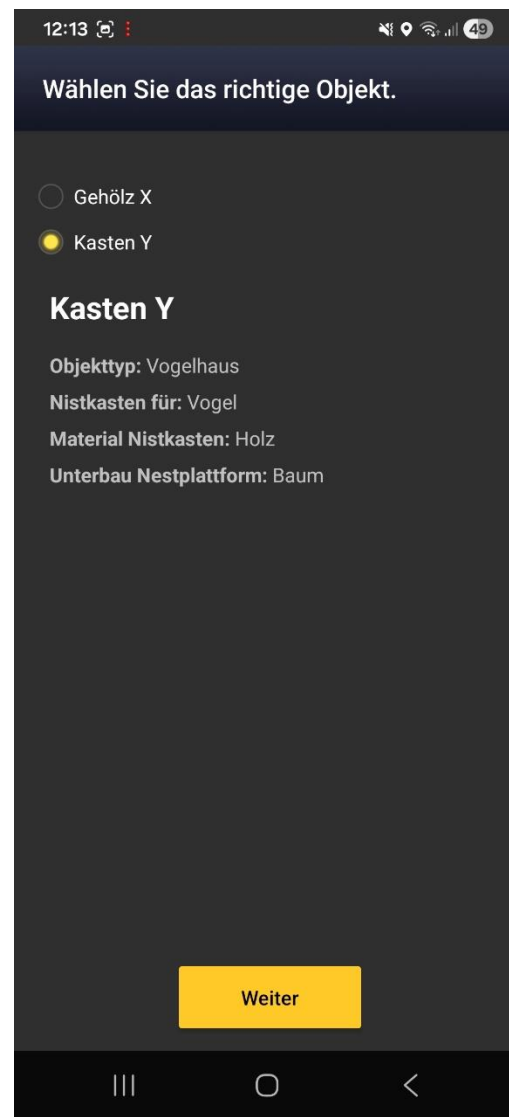 12:13
49
Wählen Sie das richtige Objekt.
Gehölz X
Kasten Y
Kasten Y
Objekttyp: Vogelhaus
Nistkasten für: Vogel
Material Nistkasten: Holz
Unterbau Nestplattform: Baum
Weiter